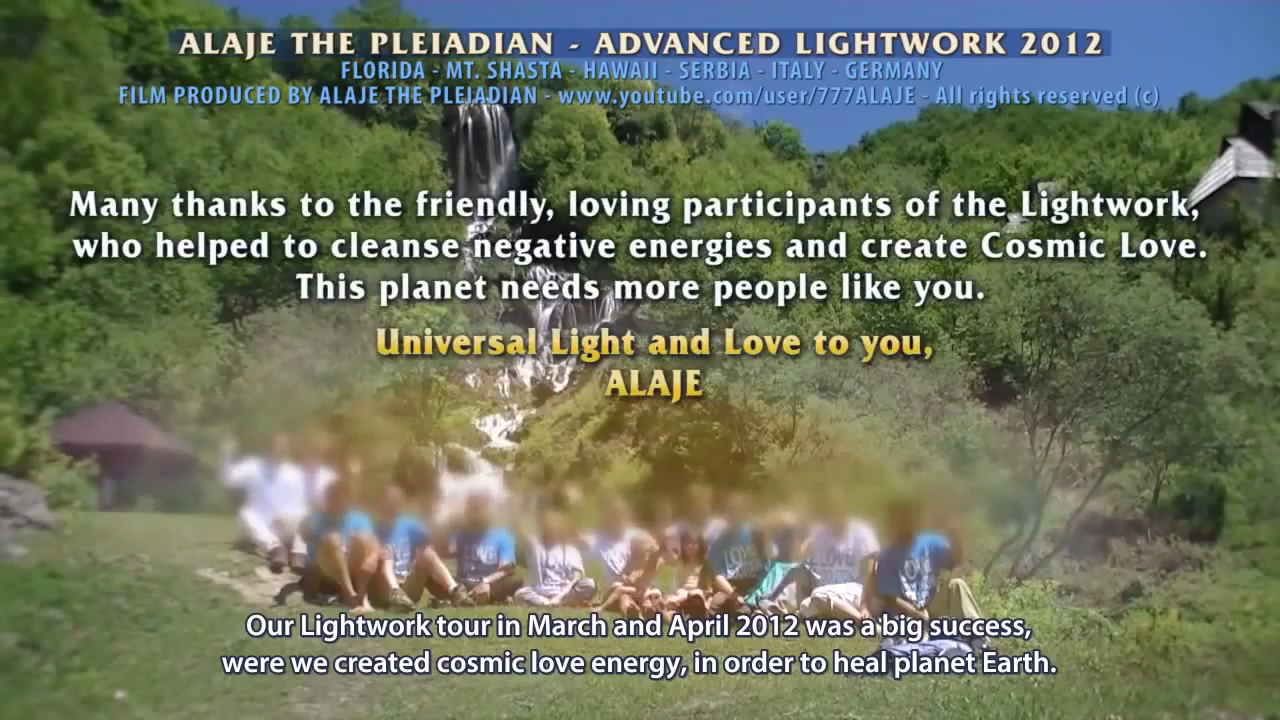 ALAJE THE PLEIADIAN - ADVANCED LIGHTWORK 2012
FLORIDA - MT. SHASTA - HAWAII - SERBIA - ITALY - GERMANY
FILM PRODUCED BY ALAJE THE PLEIADIAN - www.youtube.com/user/777ALAJE - All rights reserved (c)
Many thanks to the friendly, loving participants of the Lightwork,
who helped to cleanse negative energies and create Cosmic Love.
This planet needs more people like you.
Universal Light and Love to you,
ALAJE
LOVE
LOVE
LOVE
Our Lightwork tour in March and April 2012 was a big success,
were we created cosmic love energy, in order to heal planet Earth.